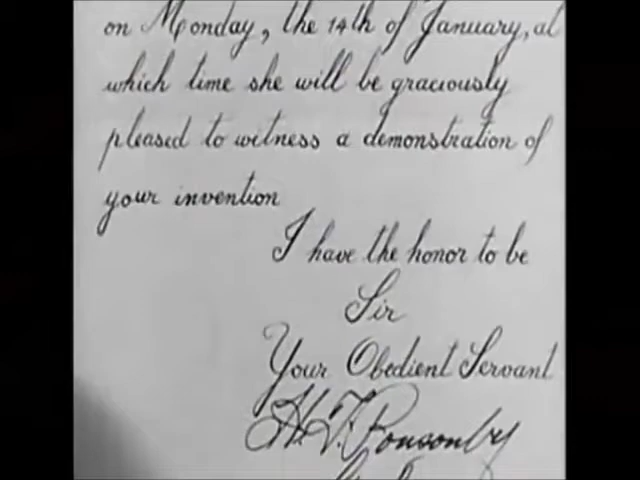 on Monday, the 14th of January, at
which time she will be graciously
pleased to witness a demonstration of
your invention
I have the honor to be
Sir
Your Obedient Servant
H. F. Ponsonby